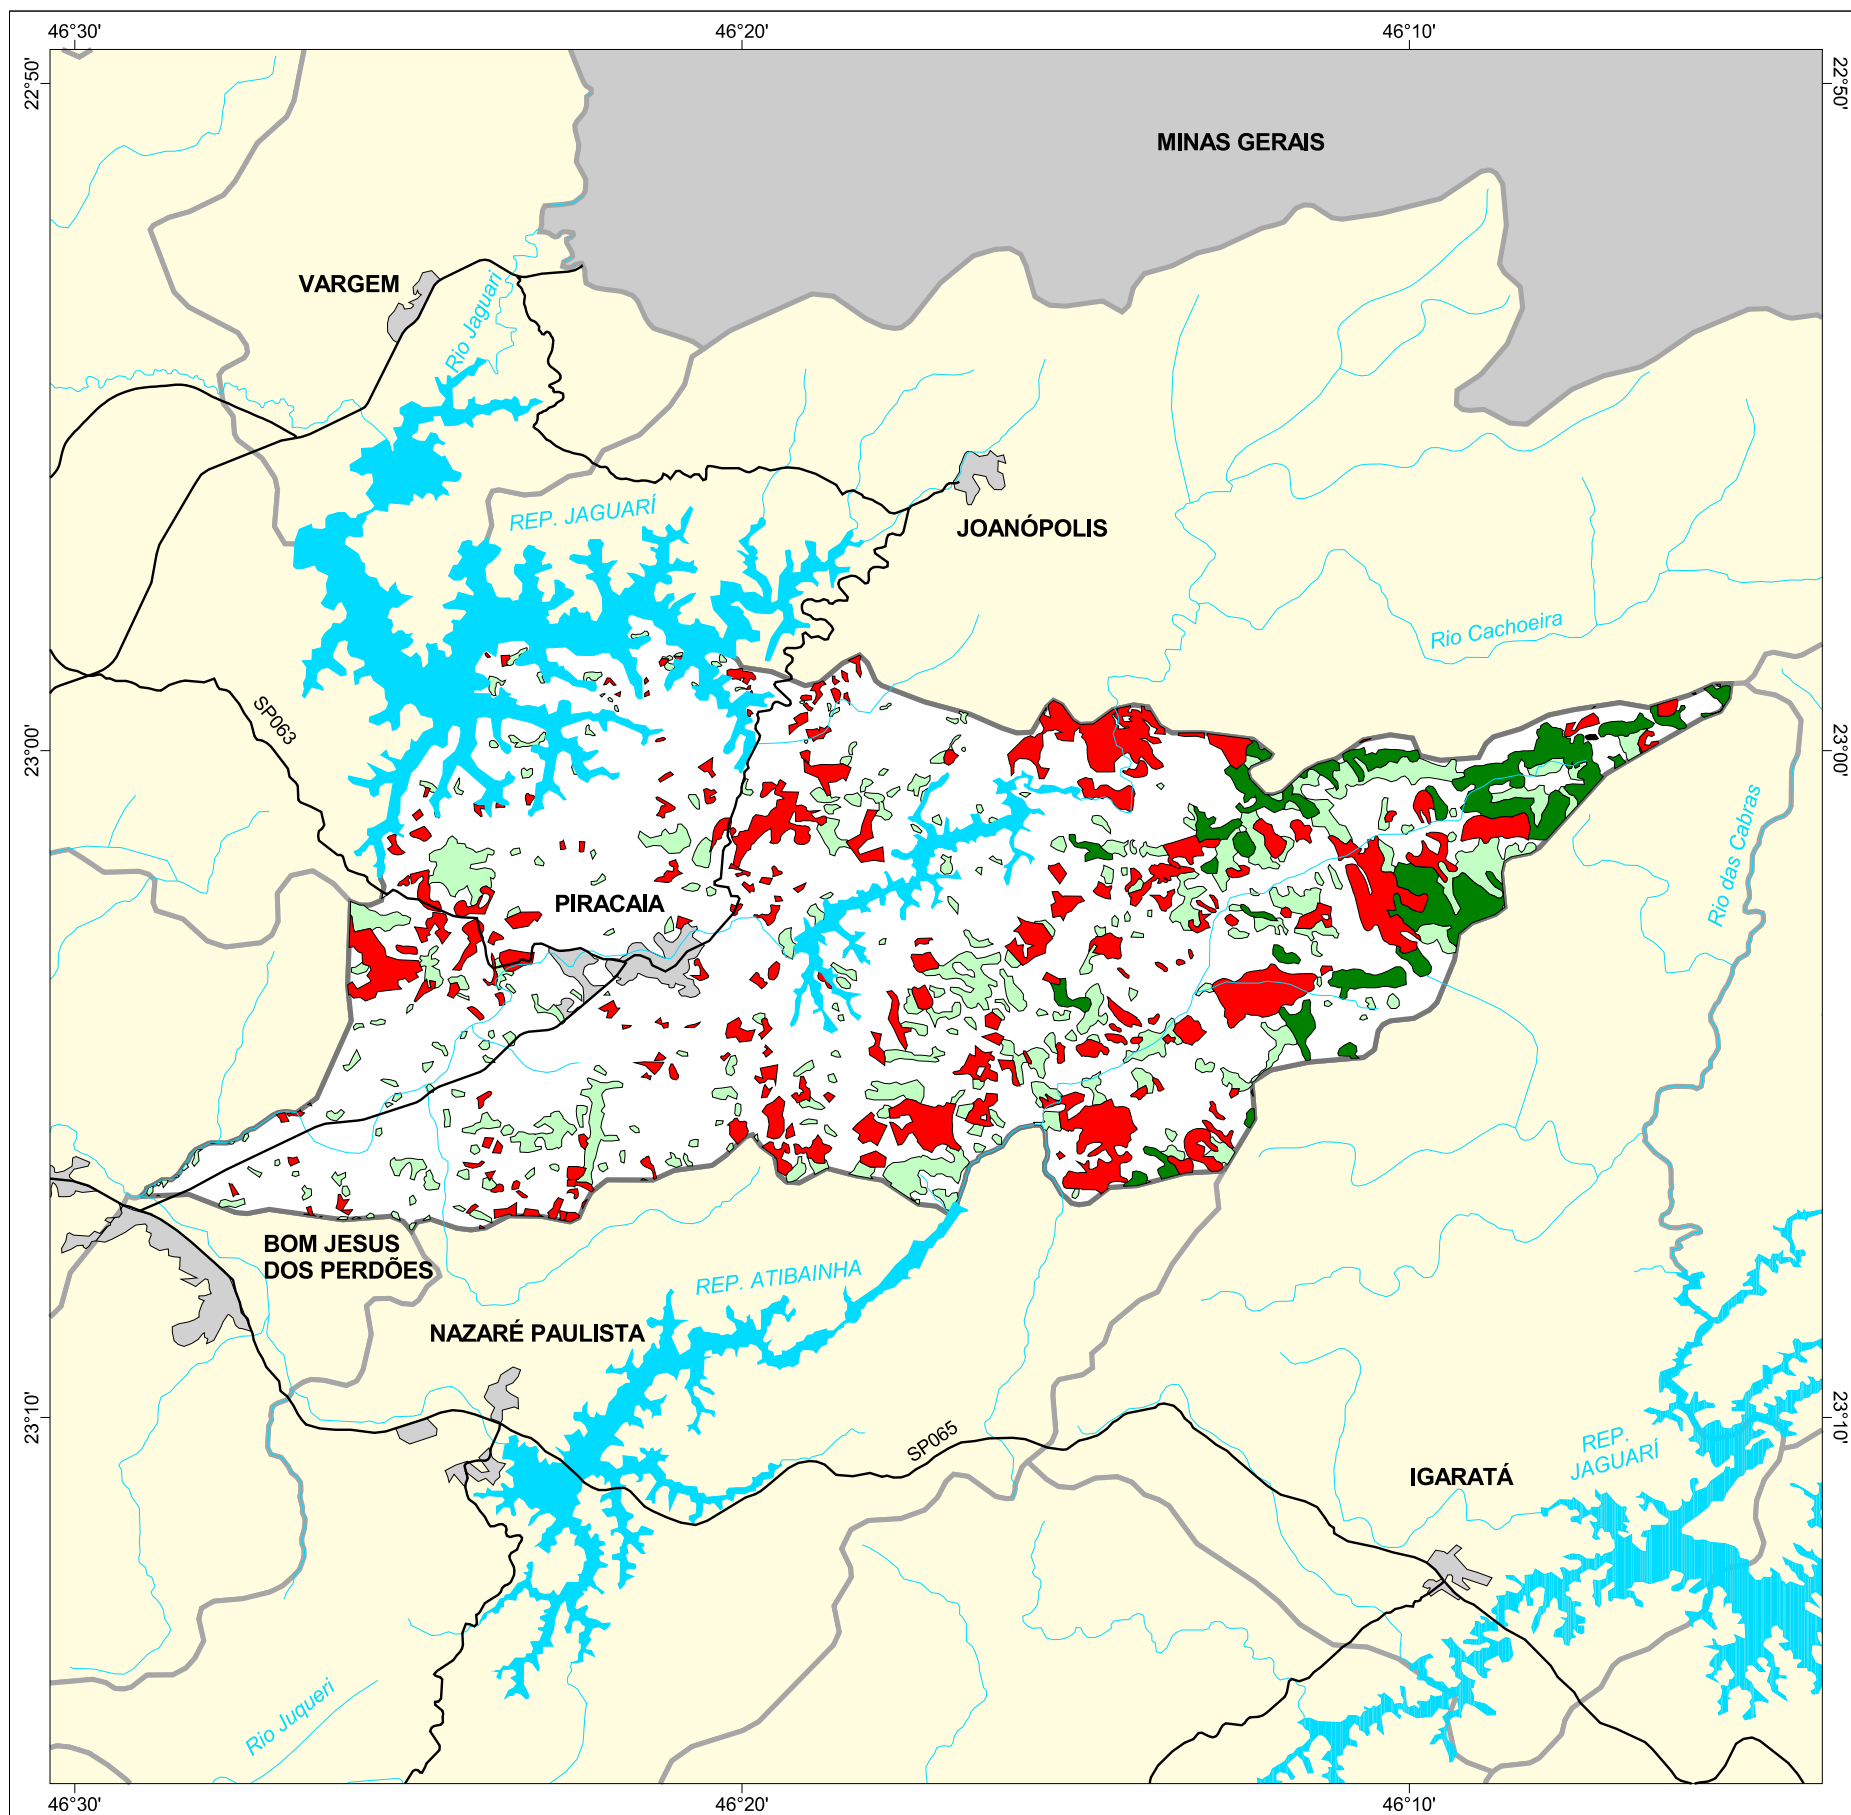 46°30'
46°20'
46°10'
22°50'
22°50'
MINAS GERAIS
VARGEM
Rio Jaguari
REP. JAGUARÍ
JOANÓPOLIS
Rio Cachoeira
SP063
23°00'
23°00'
Rio das Cabras
PIRACAIA
BOM JESUS
DOS PERDÕES
REP. ATIBAINHA
NAZARÉ PAULISTA
23°10'
23°10'
SP065
REP.
JAGUARÍ
IGARATÁ
Rio Juqueri
46°30'
46°20'
46°10'